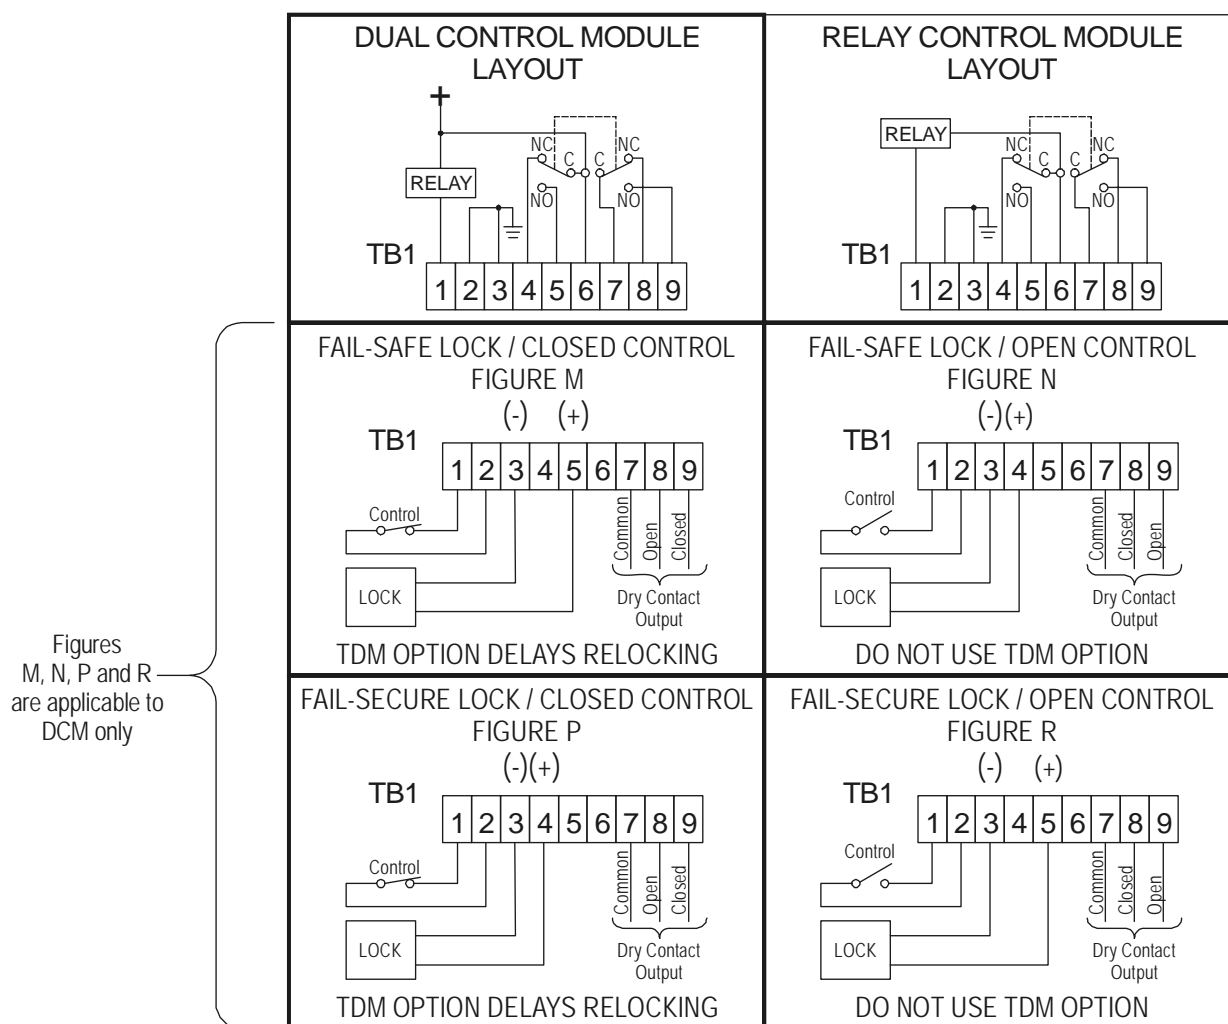 DUAL CONTROL MODULE
LAYOUT
+
NC
C
C
NC
RELAY
NO
NO
TB1
1 2 3 4 5 6 7 8 9
RELAY CONTROL MODULE
LAYOUT
RELAY
NC
C
C
NC
NO
NO
TB1
1 2 3 4 5 6 7 8 9
Figures
M, N, P and R
are applicable to
DCM only
FAIL-SAFE LOCK / CLOSED CONTROL
FIGURE M
(-) (+)
TB1
1 2 3 4 5 6 7 8 9
Control
LOCK
Common
Open
Closed
Dry Contact
Output
TDM OPTION DELAYS RELOCKING
FAIL-SAFE LOCK / OPEN CONTROL
FIGURE N
(-)(+)
TB1
1 2 3 4 5 6 7 8 9
Control
LOCK
Common
Closed
Open
Dry Contact
Output
DO NOT USE TDM OPTION
FAIL-SECURE LOCK / CLOSED CONTROL
FIGURE P
(-)(+)
TB1
1 2 3 4 5 6 7 8 9
Control
LOCK
Common
Open
Closed
Dry Contact
Output
TDM OPTION DELAYS RELOCKING
FAIL-SECURE LOCK / OPEN CONTROL
FIGURE R
(-) (+)
TB1
1 2 3 4 5 6 7 8 9
Control
LOCK
Common
Closed
Open
Dry Contact
Output
DO NOT USE TDM OPTION